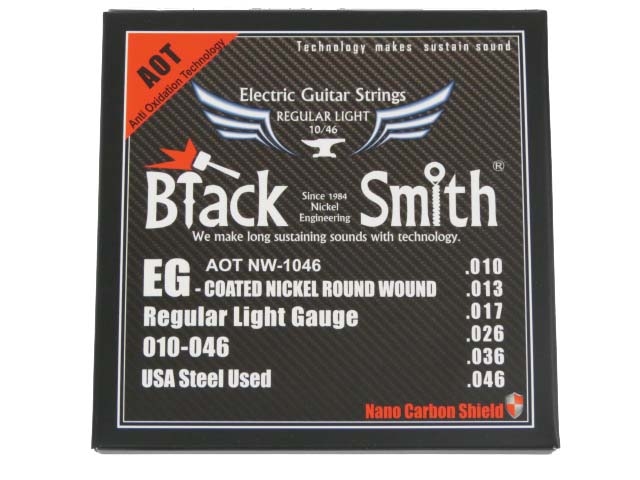 AOT
Anti Oxidation Technology
Technology makes sustain sound
Electric Guitar Strings
REGULAR LIGHT
10/46
Black Smith®
Since 1984
Nickel
Engineering
We make long sustaining sounds with technology.
EG AOT NW-1046
- COATED NICKEL ROUND WOUND
Regular Light Gauge
010-046
USA Steel Used
.010
.013
.017
.026
.036
.046
Nano Carbon Shield